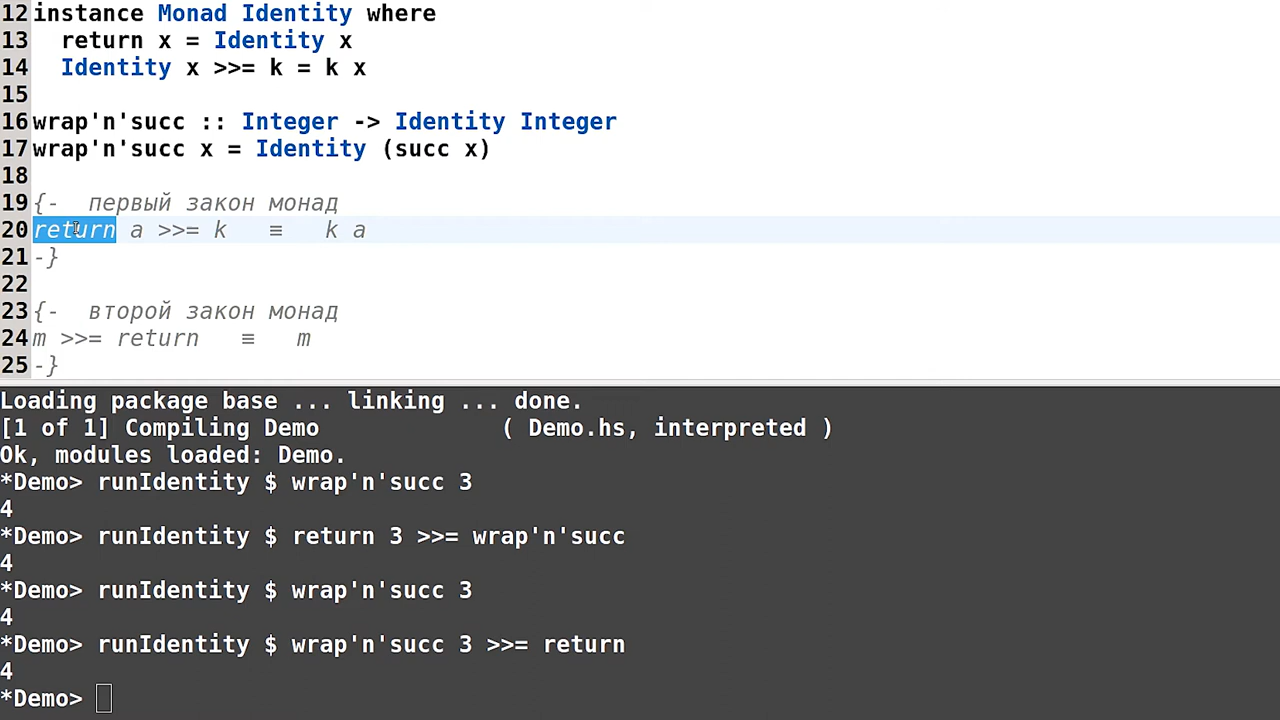 12 instance Monad Identity where
13   return x = Identity x
14   Identity x >>= k = k x
15
16 wrap'n'succ :: Integer -> Identity Integer
17 wrap'n'succ x = Identity (succ x)
18
19 {-  первый закон монад
20 return a >>= k   ≡   k a
21 -}
22
23 {-  второй закон монад
24 m >>= return   ≡   m
25 -}
Loading package base ... linking ... done.
[1 of 1] Compiling Demo             ( Demo.hs, interpreted )
Ok, modules loaded: Demo.
*Demo> runIdentity $ wrap'n'succ 3
4
*Demo> runIdentity $ return 3 >>= wrap'n'succ
4
*Demo> runIdentity $ wrap'n'succ 3
4
*Demo> runIdentity $ wrap'n'succ 3 >>= return
4
*Demo>